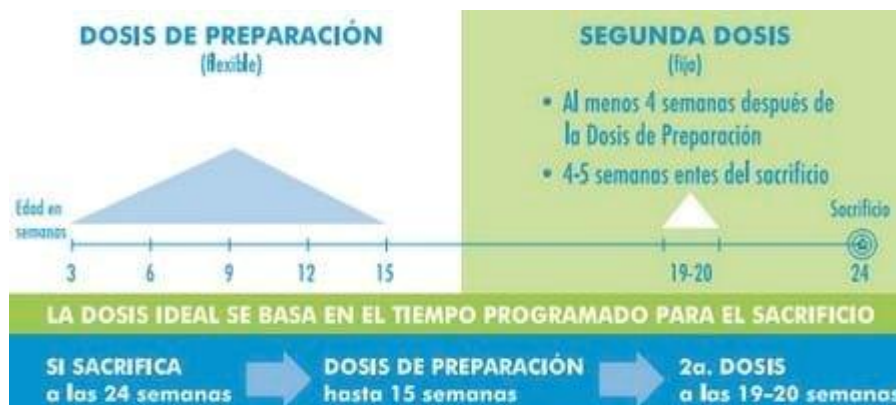 DOSIS DE PREPARACIÓN
(flexible)
SEGUNDA DOSIS
(fija)
• Al menos 4 semanas después de
la Dosis de Preparación
• 4-5 semanas entes del sacrificio
Edad en
semanas
Sacrificio
3 6 9 12 15 19-20 24
LA DOSIS IDEAL SE BASA EN EL TIEMPO PROGRAMADO PARA EL SACRIFICIO
SI SACRIFICA
a las 24 semanas
DOSIS DE PREPARACIÓN
hasta 15 semanas
2a. DOSIS
a las 19-20 semanas